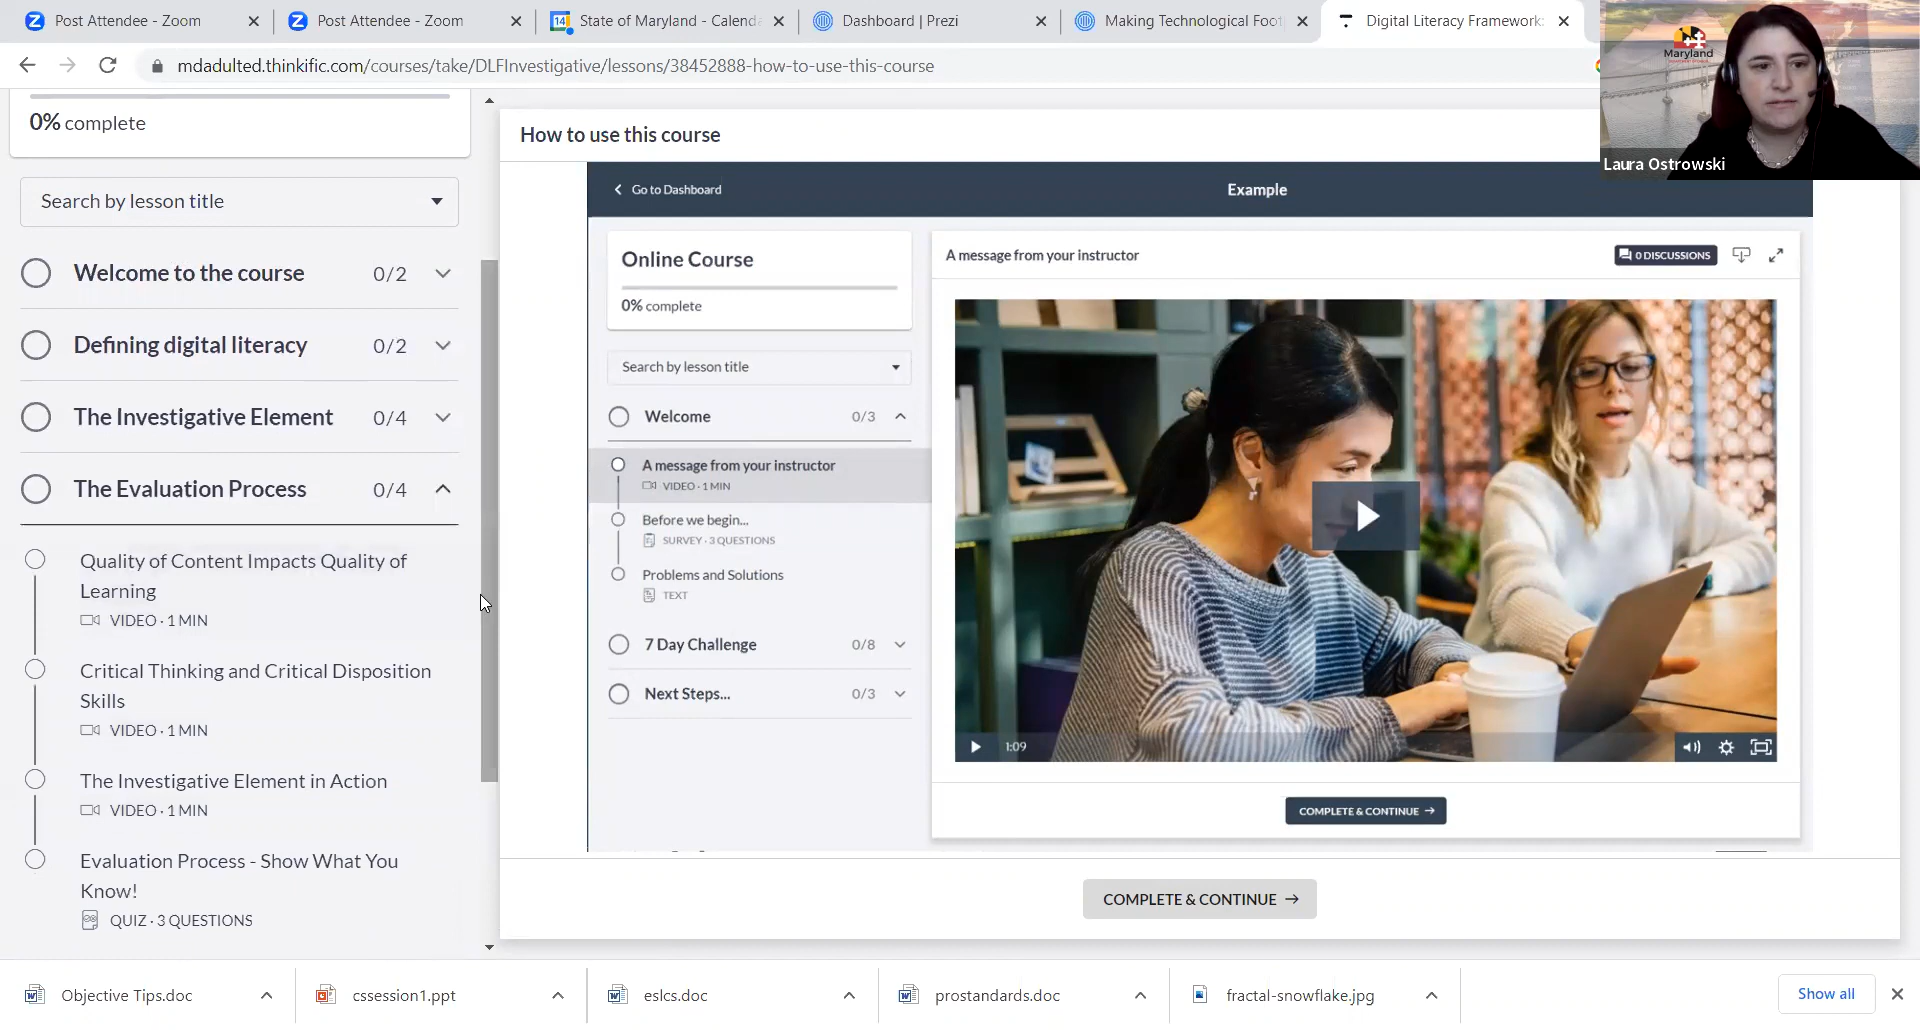 Post Attendee - Zoom
Post Attendee - Zoom
14
State of Maryland - Calenda
Dashboard | Prezi
Making Technological Foot
Digital Literacy Framework:
mdadulted.thinkific.com/courses/take/DLFInvestigative/lessons/38452888-how-to-use-this-course
Maryland
Laura Ostrowski
0% complete
Search by lesson title
Welcome to the course 0/2
Defining digital literacy 0/2
The Investigative Element 0/4
The Evaluation Process 0/4
Quality of Content Impacts Quality of
Learning
VIDEO · 1 MIN
Critical Thinking and Critical Disposition
Skills
VIDEO · 1 MIN
The Investigative Element in Action
VIDEO · 1 MIN
Evaluation Process - Show What You
Know!
QUIZ · 3 QUESTIONS
How to use this course
Go to Dashboard
Example
Online Course
0% complete
Search by lesson title
Welcome 0/3
A message from your instructor
VIDEO · 1 MIN
Before we begin...
SURVEY · 3 QUESTIONS
Problems and Solutions
TEXT
7 Day Challenge 0/8
Next Steps... 0/3
A message from your instructor
0 DISCUSSIONS
1:09
COMPLETE & CONTINUE →
COMPLETE & CONTINUE →
Objective Tips.doc
cssession1.ppt
eslcs.doc
prostandards.doc
fractal-snowflake.jpg
Show all